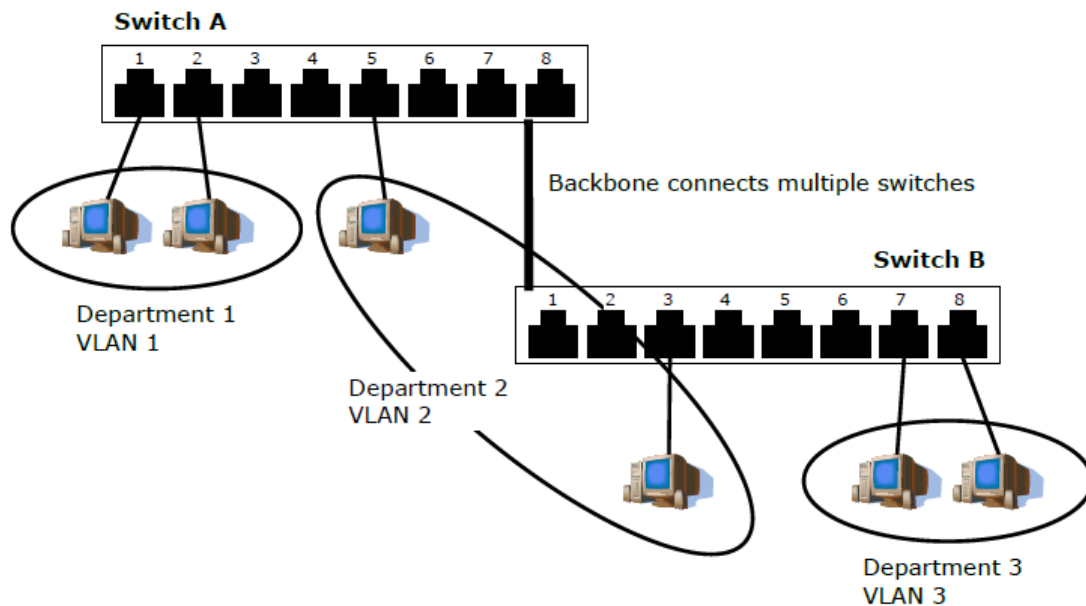 Switch A
1 2 3 4 5 6 7 8
Backbone connects multiple switches
Switch B
1 2 3 4 5 6 7 8
Department 1
VLAN 1
Department 2
VLAN 2
Department 3
VLAN 3